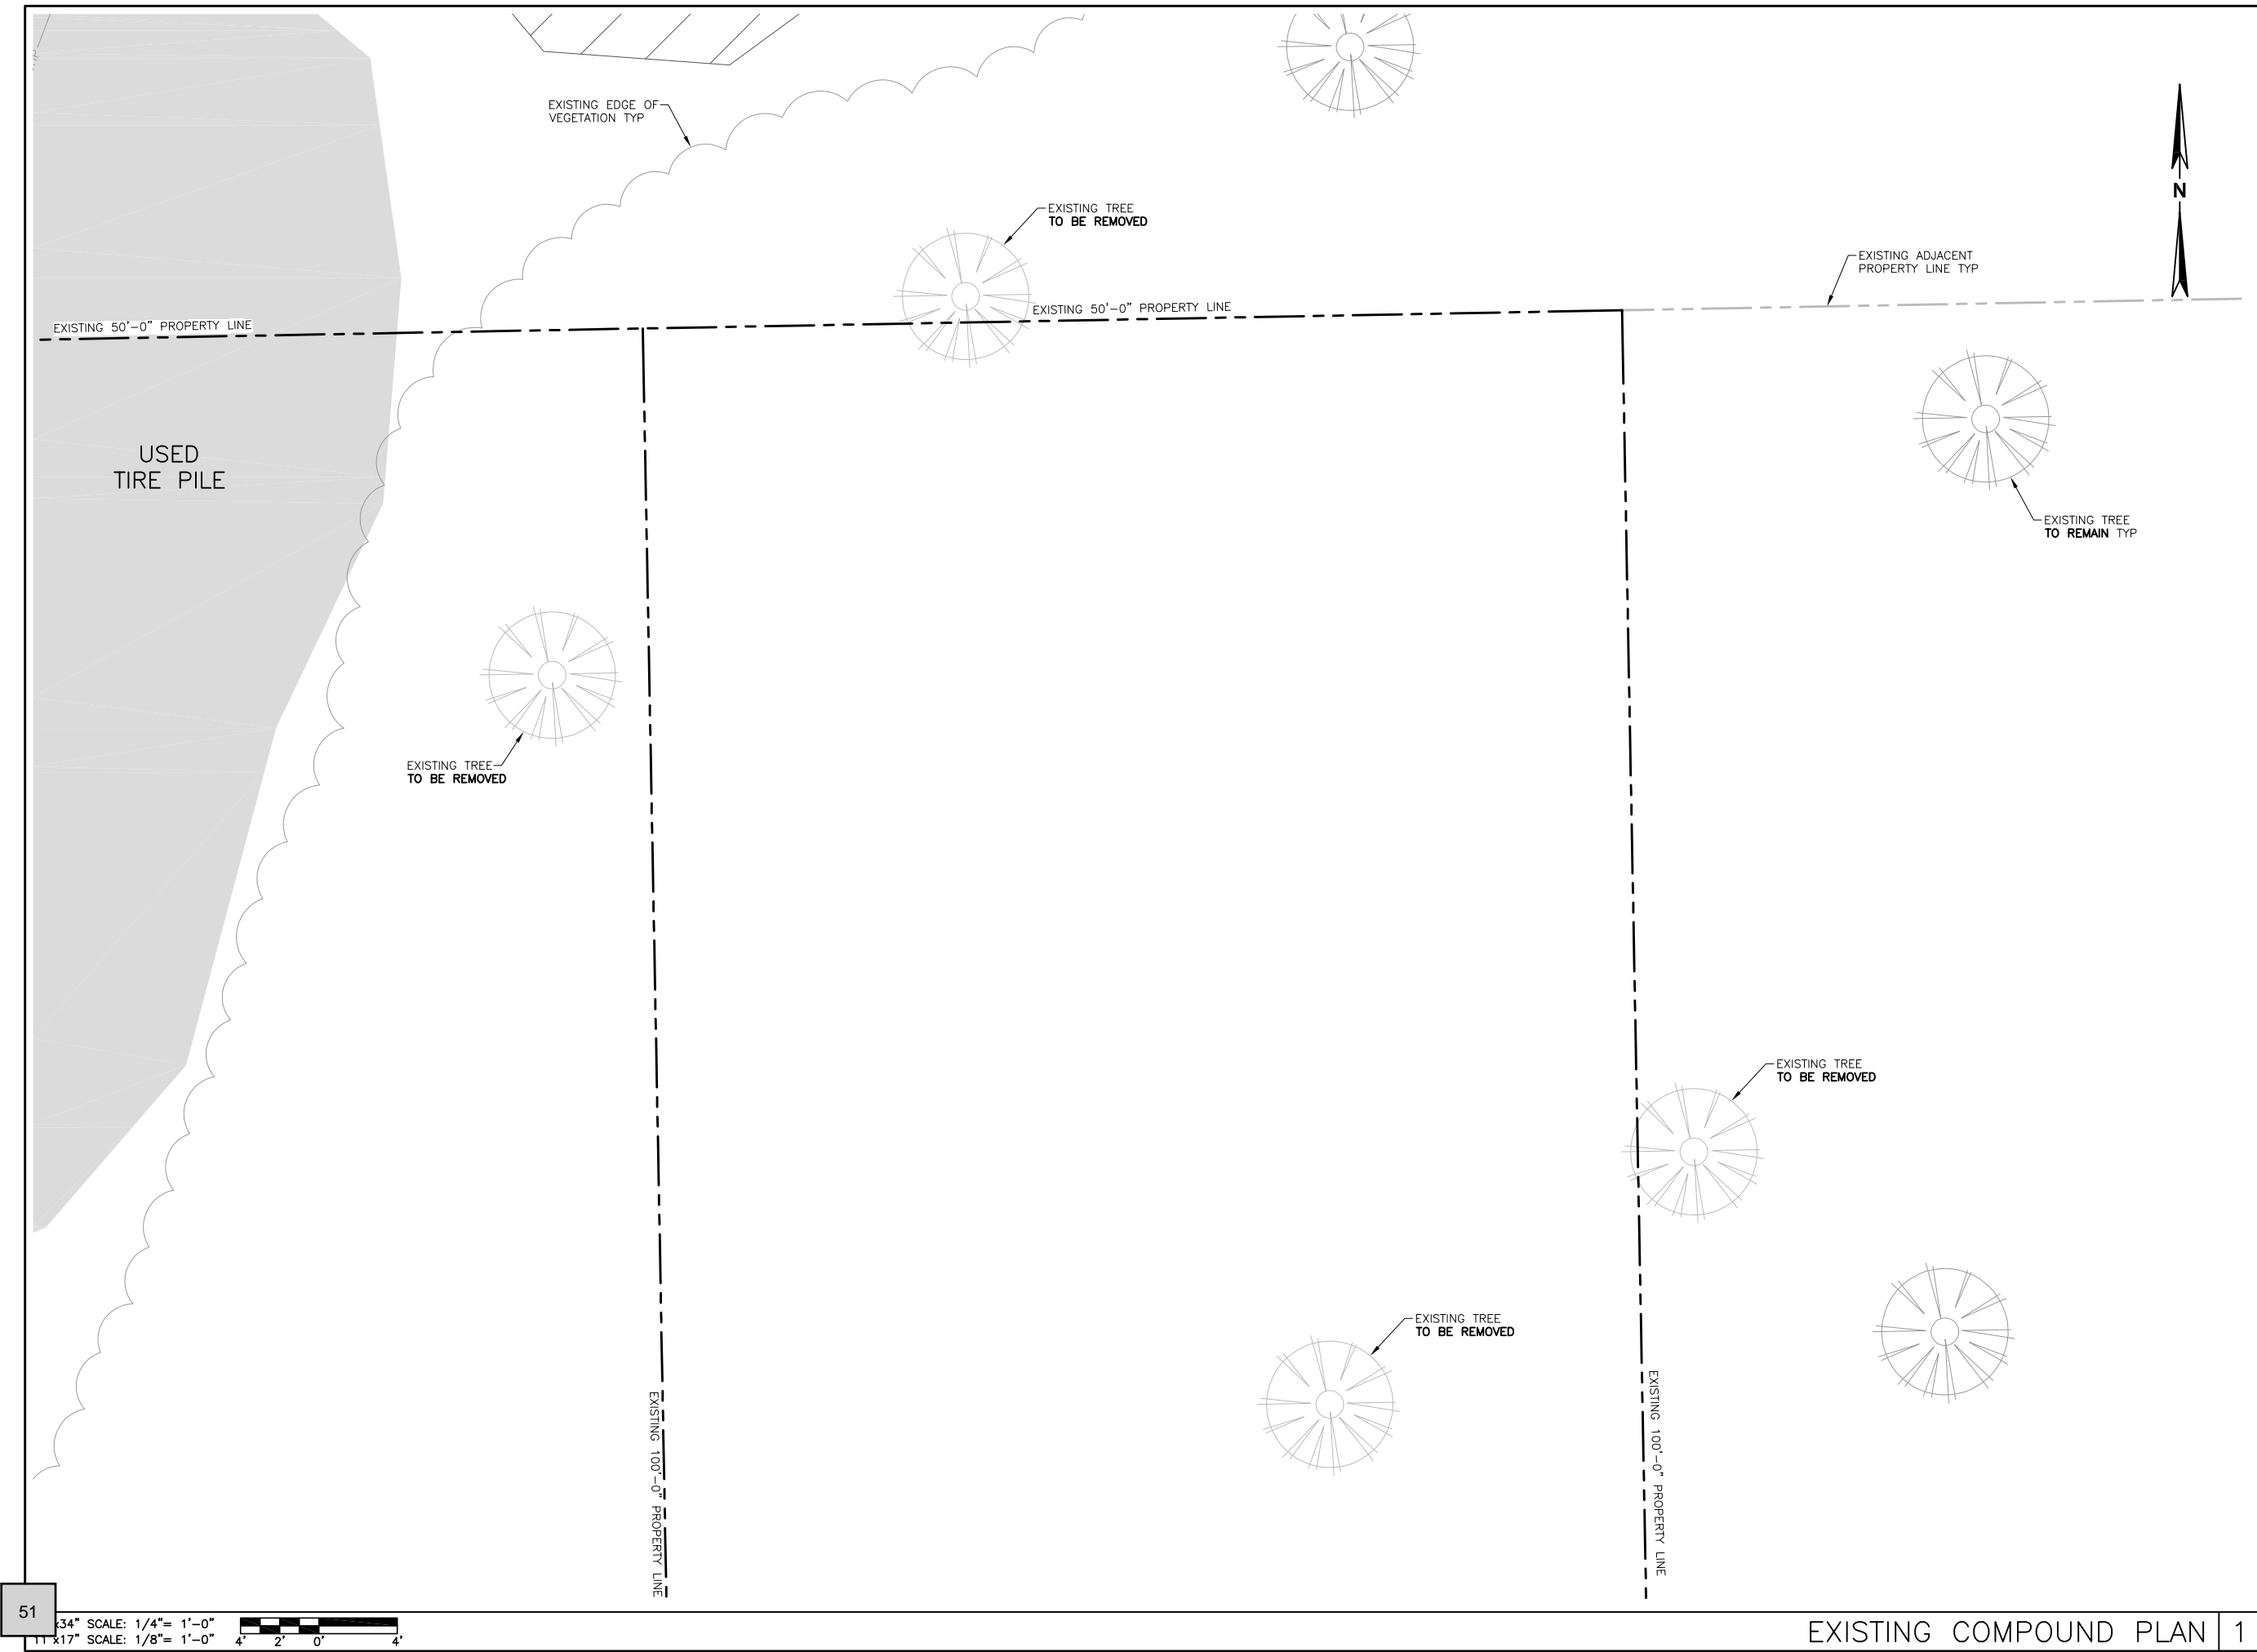 EXISTING EDGE OF
VEGETATION TYP
EXISTING TREE
TO BE REMOVED
N
EXISTING ADJACENT
PROPERTY LINE TYP
EXISTING 50'-0" PROPERTY LINE
EXISTING 50'-0" PROPERTY LINE
USED
TIRE PILE
EXISTING TREE
TO REMAIN TYP
EXISTING TREE
TO BE REMOVED
EXISTING TREE
TO BE REMOVED
EXISTING TREE
TO BE REMOVED
EXISTING 100'-0" PROPERTY LINE
EXISTING 100'-0" PROPERTY LINE
51
x34" SCALE: 1/4"= 1'-0"
11"x17" SCALE: 1/8"= 1'-0"
4' 2' 0' 4'
EXISTING COMPOUND PLAN 1